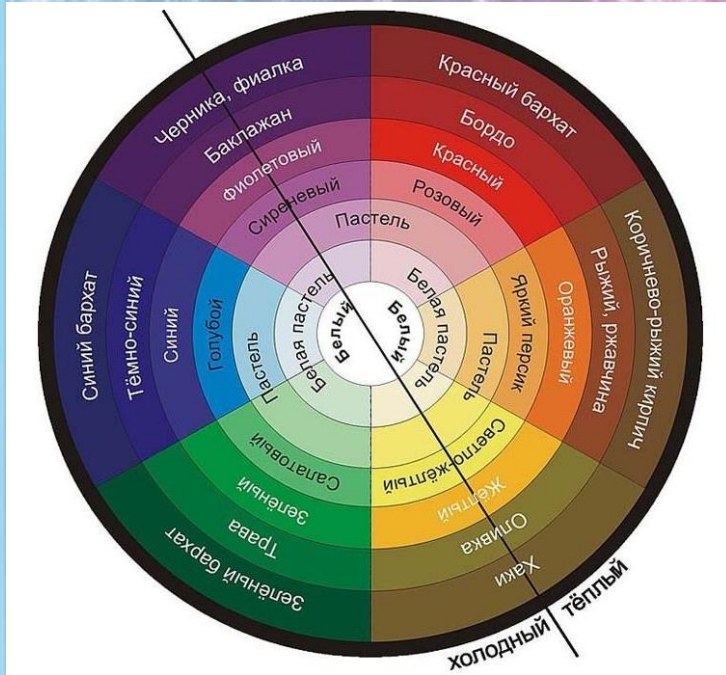 Черника, фиалка
Баклажан
Фиолетовый
Сиреневый
Пастель
Белая пастель
Белый
Красный бархат
Бордо
Красный
Розовый
Белая пастель
Белый
Коричнево-рыжий кирпич
Рыжий, ржавчина
Оранжевый
Яркий персик
Пастель
Синий бархат
Тёмно-синий
Синий
Голубой
Пастель
Светло-жёлтый
Жёлтый
Оливка
Хаки
Салатовый
Зелёный
Трава
Зелёный бархат
холодный
тёплый